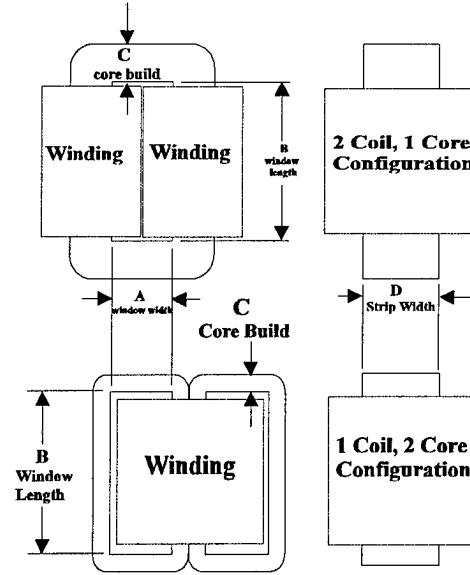 C
core build
Winding
Winding
B
window
length
2 Coil, 1 Core
Configuration
A
window width
C
Core Build
D
Strip Width
B
Window
Length
Winding
1 Coil, 2 Core
Configuration